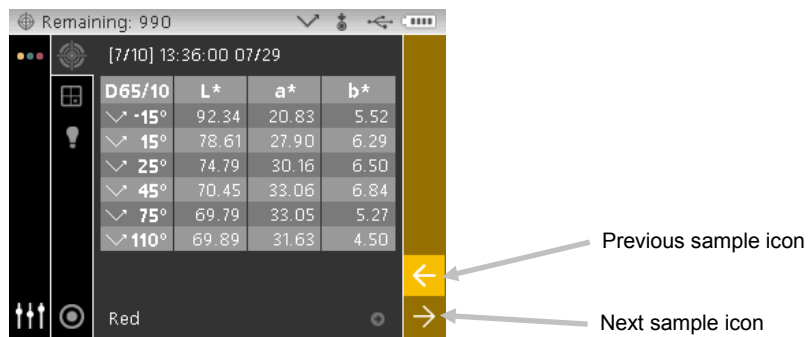 Remaining: 990
[7/10] 13:36:00 07/29
D65/10 L* a* b*
-15° 92.34 20.83 5.52
15° 78.61 27.90 6.29
25° 74.79 30.16 6.50
45° 70.45 33.06 6.84
75° 69.79 33.05 5.27
110° 69.89 31.63 4.50
Previous sample icon
Red
Next sample icon